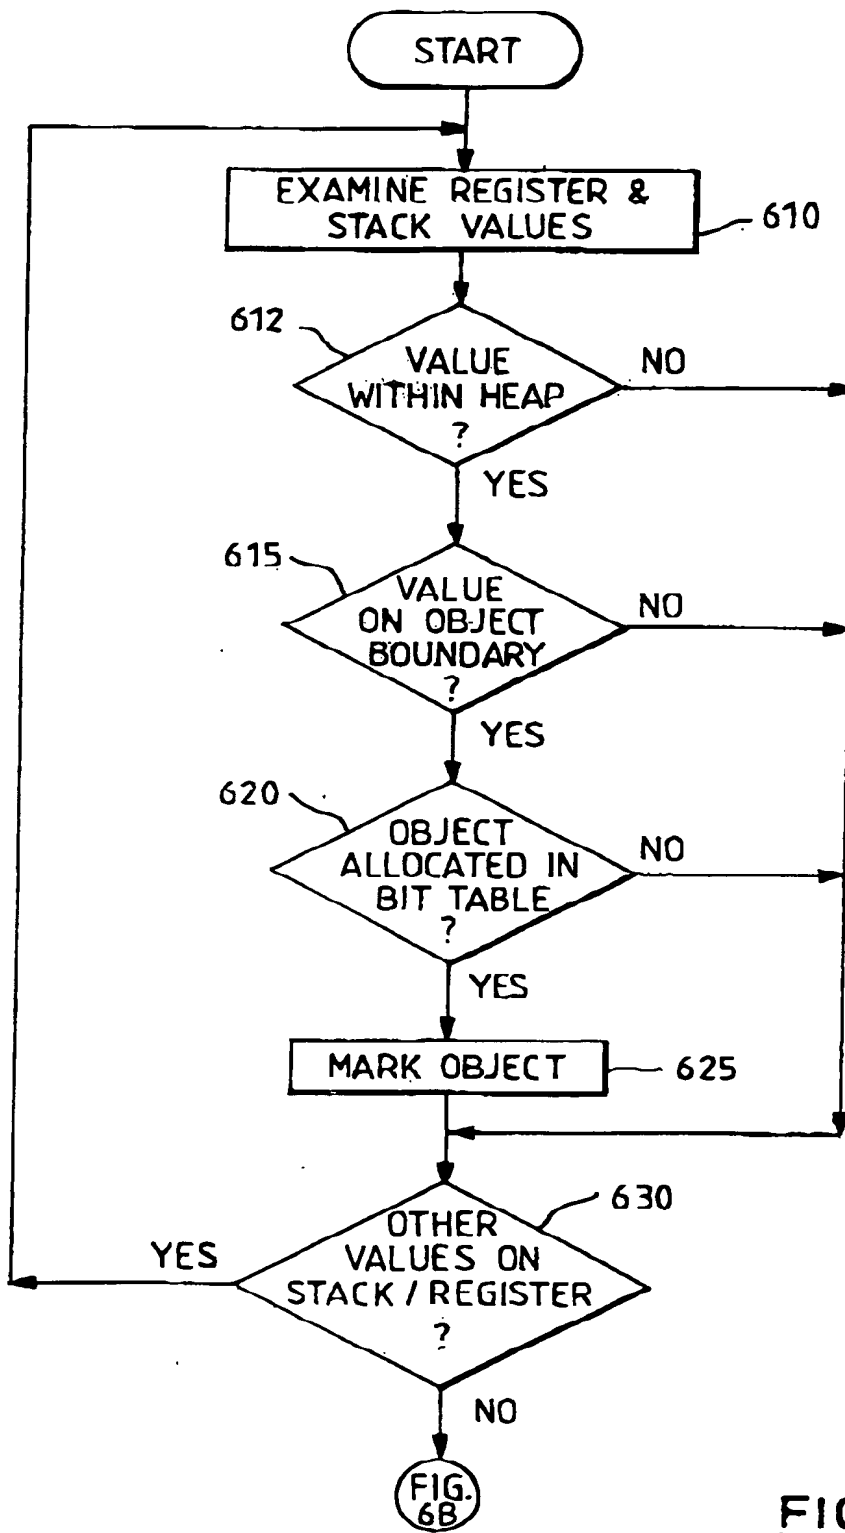 START
EXAMINE REGISTER &
STACK VALUES
610
612
VALUE
WITHIN HEAP
?
NO
YES
615
VALUE
ON OBJECT
BOUNDARY
?
NO
YES
620
OBJECT
ALLOCATED IN
BIT TABLE
?
NO
YES
MARK OBJECT
625
630
OTHER
VALUES ON
STACK / REGISTER
?
YES
NO
FIG.
6B